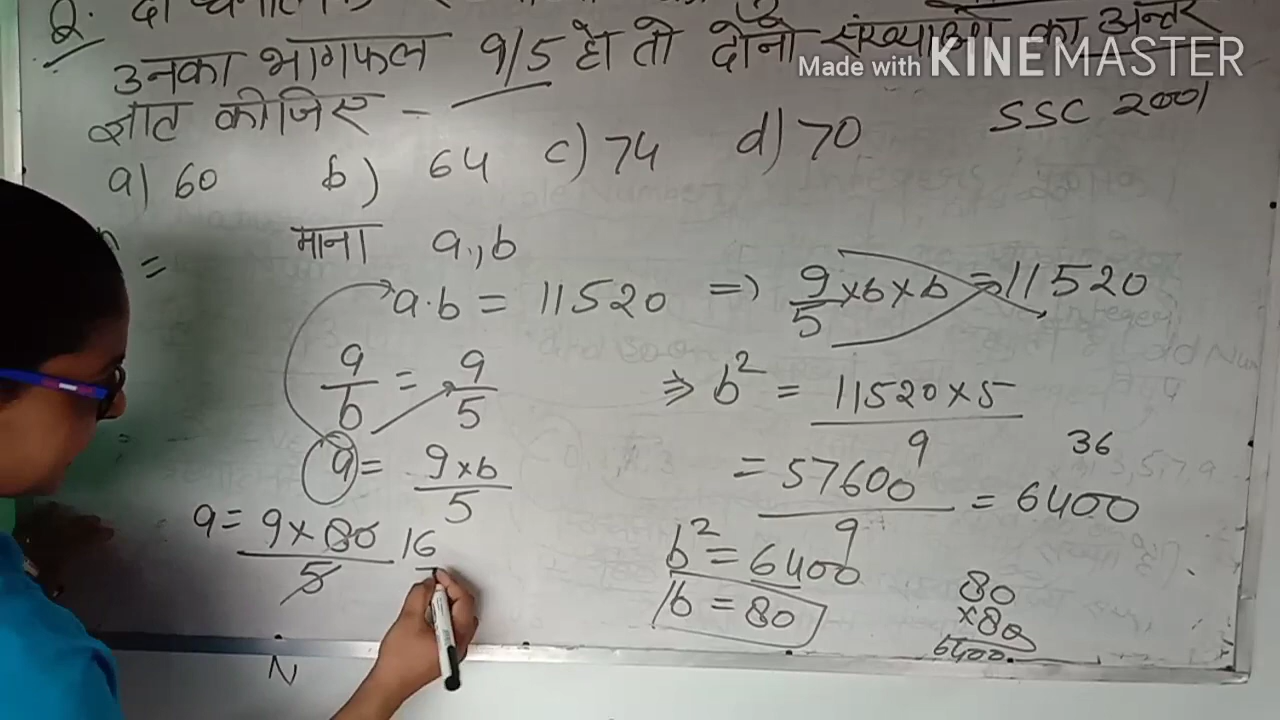 Q.
उनका भागफल 9/5 हो तो दोनो संख्याओ का अन्तर
Made with KINEMASTER
ज्ञात कीजिए -
SSC 2001
a) 60 b) 64 c) 74 d) 70
माना a,b
=
a.b = 11520 => 9/5 ×b×b = 11520
a/b = 9/5
⇒ b² = 11520×5/9
a = 9×b/5
= 57600/9 = 6400
36
a = 9×80/5 16
b² = 6400
b = 80
80
×80
6400
N